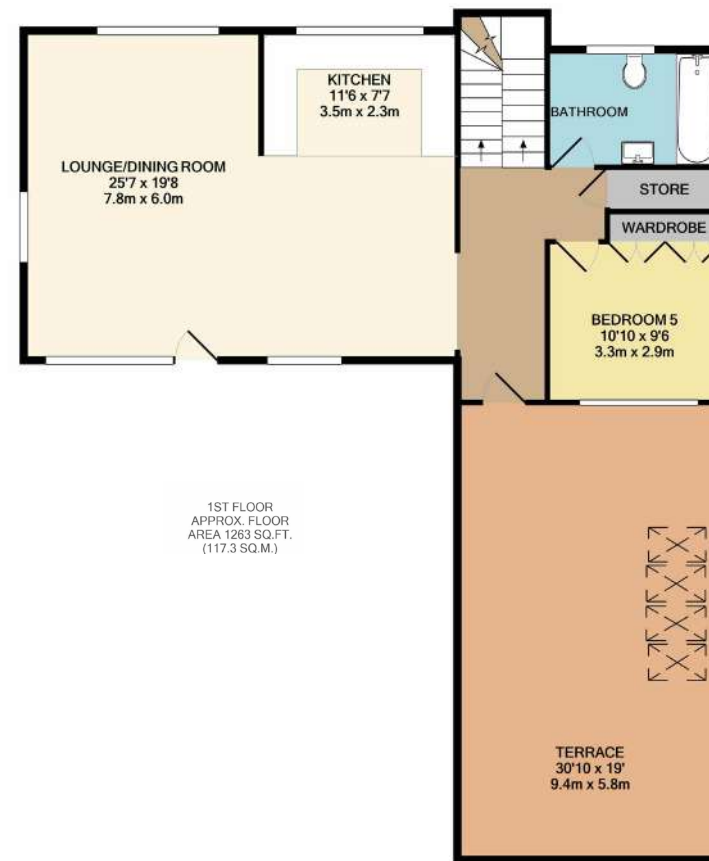 KITCHEN
11'6 x 7'7
3.5m x 2.3m
BATHROOM
LOUNGE/DINING ROOM
25'7 x 19'8
7.8m x 6.0m
STORE
WARDROBE
BEDROOM 5
10'10 x 9'6
3.3m x 2.9m
1ST FLOOR
APPROX. FLOOR
AREA 1263 SQ.FT.
(117.3 SQ.M.)
TERRACE
30'10 x 19'
9.4m x 5.8m